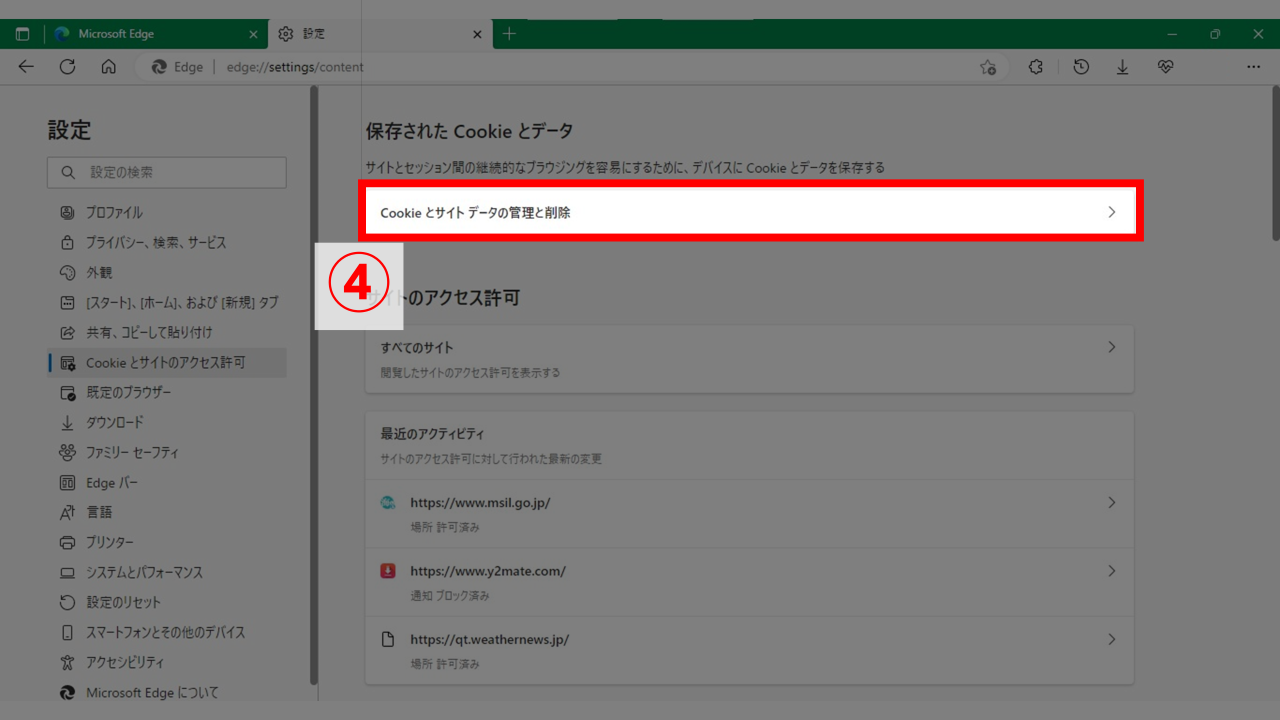 Microsoft Edge
設定
Edge | edge://settings/content
設定
設定の検索
プロファイル
プライバシー、検索、サービス
外観
[スタート]、[ホーム]、および [新規] タブ
共有、コピーして貼り付け
Cookie とサイトのアクセス許可
既定のブラウザー
ダウンロード
ファミリー セーフティ
Edge バー
言語
プリンター
システムとパフォーマンス
設定のリセット
スマートフォンとその他のデバイス
アクセシビリティ
Microsoft Edge について
保存された Cookie とデータ
サイトとセッション間の継続的なブラウジングを容易にするために、デバイスに Cookie とデータを保存する
Cookie とサイト データの管理と削除
④
サイトのアクセス許可
すべてのサイト
閲覧したサイトのアクセス許可を表示する
最近のアクティビティ
サイトのアクセス許可に対して行われた最新の変更
https://www.msil.go.jp/
場所 許可済み
https://www.y2mate.com/
通知 ブロック済み
https://qt.weathernews.jp/
場所 許可済み